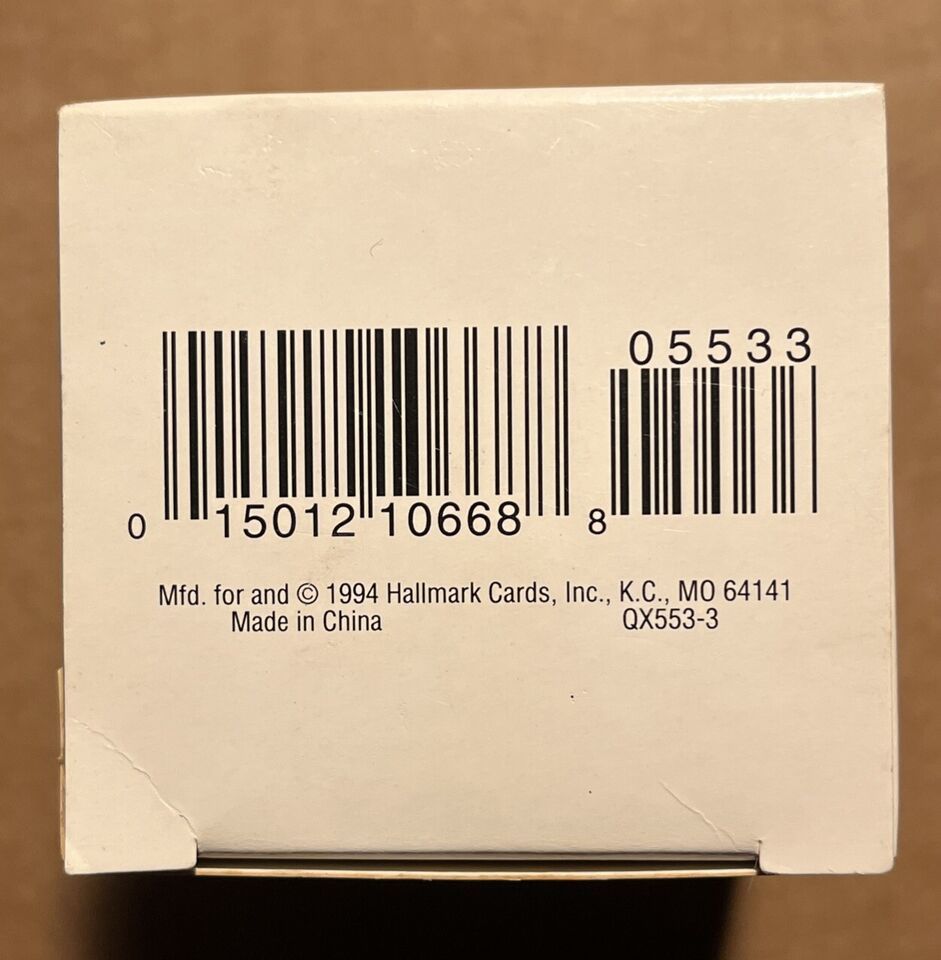 05533
0 15012 10668 8
Mfd. for and © 1994 Hallmark Cards, Inc., K.C., MO 64141
Made in China QX553-3